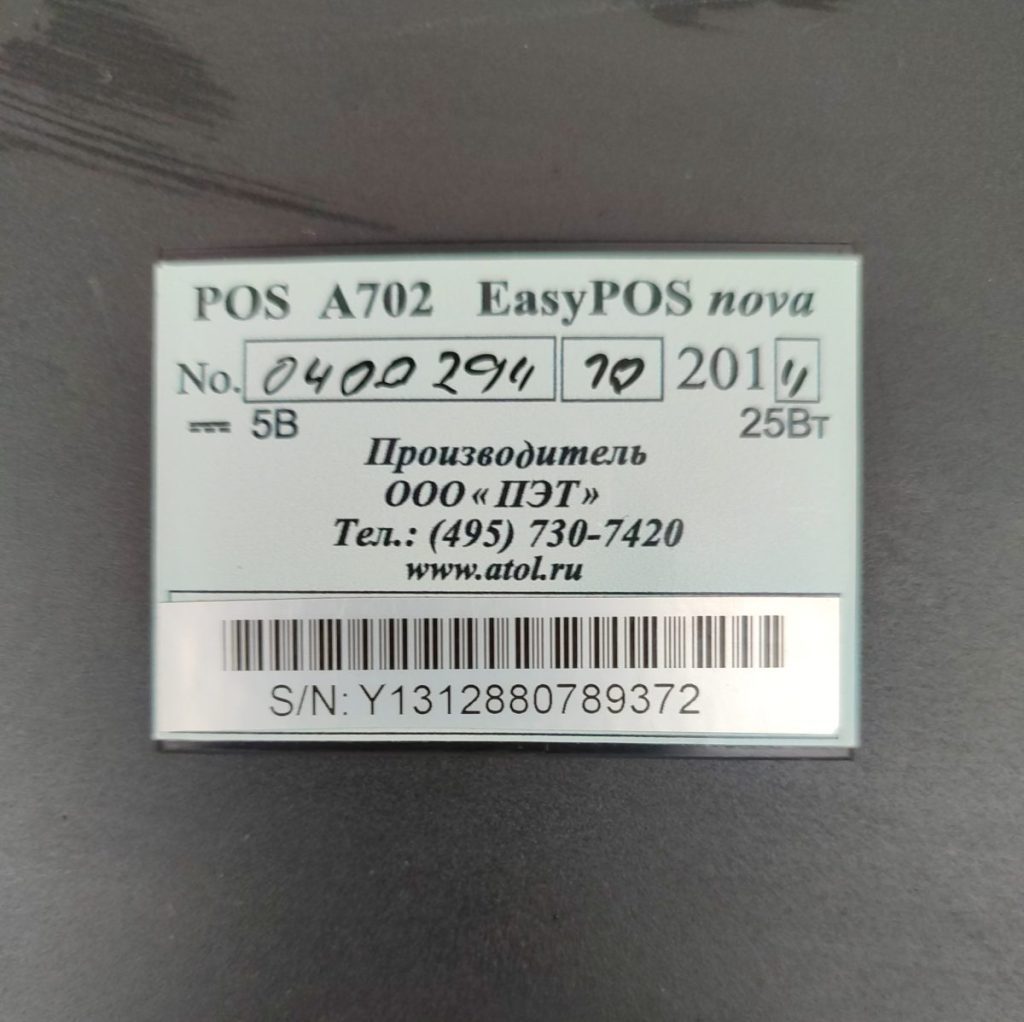 POS A702 EasyPOS nova
No. 0400294 10 2014
5В 25Вт
Производитель
ООО «ПЭТ»
Тел.: (495) 730-7420
www.atol.ru
S/N: Y1312880789372